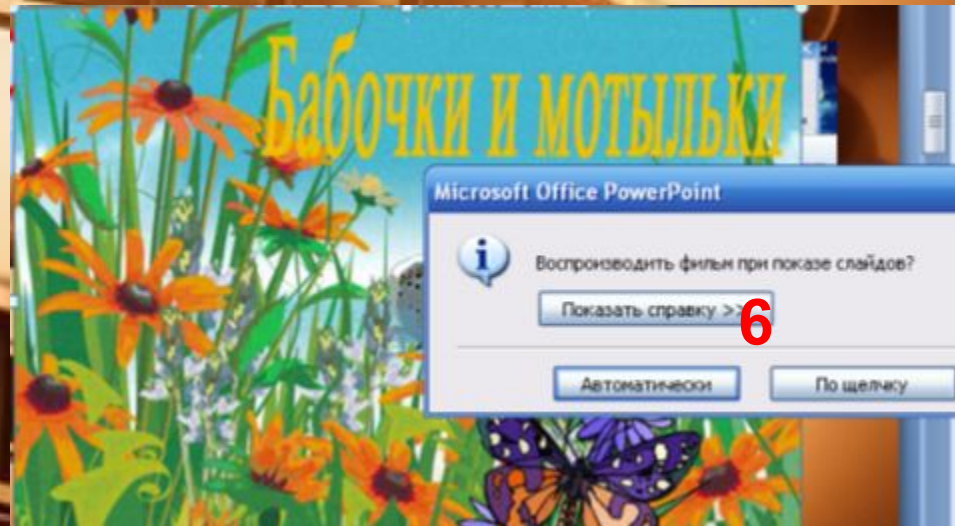 Бабочки и мотыльки
Microsoft Office PowerPoint
Воспроизводить фильм при показе слайдов?
Показать справку >>
6
Автоматически
По щелчку